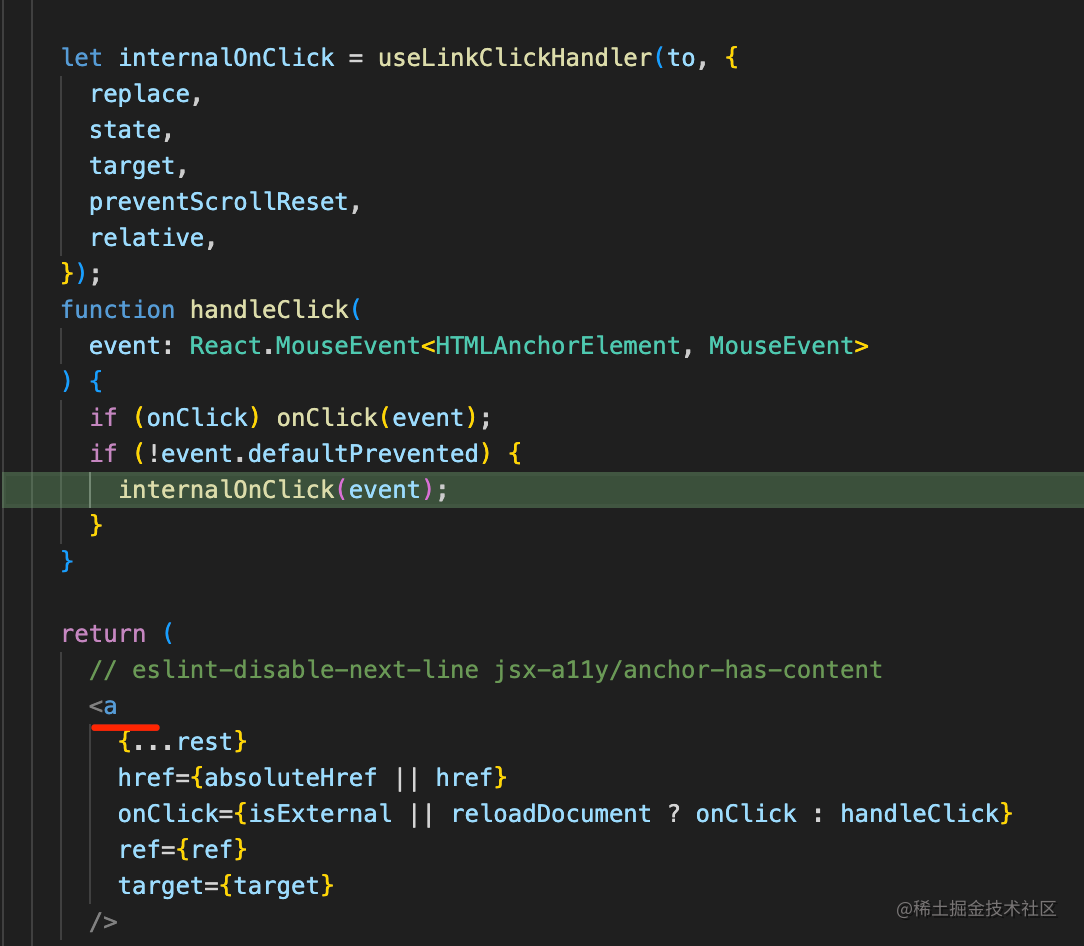 let internalOnClick = useLinkClickHandler(to, {
replace,
state,
target,
preventScrollReset,
relative,
});
function handleClick(
event: React.MouseEvent<HTMLAnchorElement, MouseEvent>
) {
if (onClick) onClick(event);
if (!event.defaultPrevented) {
internalOnClick(event);
}
}
return (
// eslint-disable-next-line jsx-a11y/anchor-has-content
<a
{...rest}
href={absoluteHref || href}
onClick={isExternal || reloadDocument ? onClick : handleClick}
ref={ref}
target={target}
/>
@稀土掘金技术社区